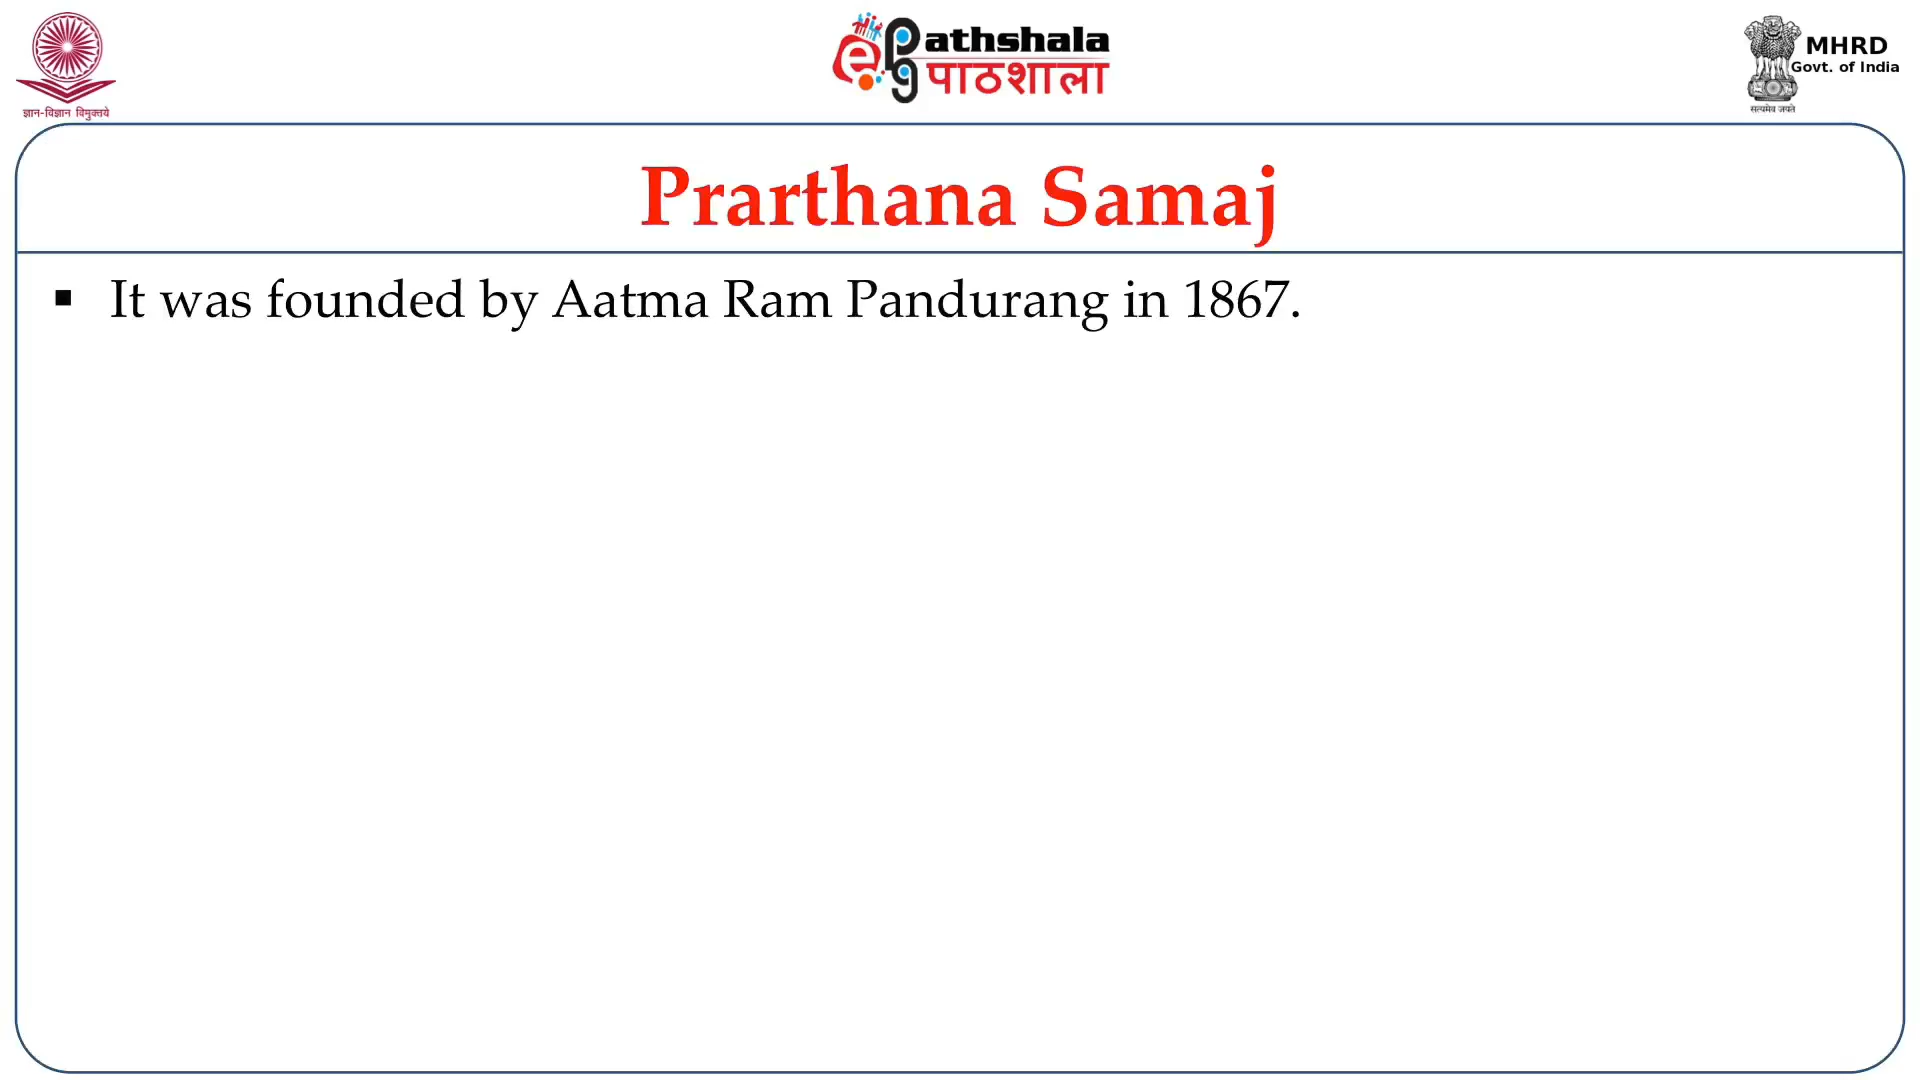 ज्ञान-विज्ञान विमुक्तये
ePathshala
पाठशाला
सत्यमेव जयते
MHRD
Govt. of India
Prarthana Samaj
▪ It was founded by Aatma Ram Pandurang in 1867.